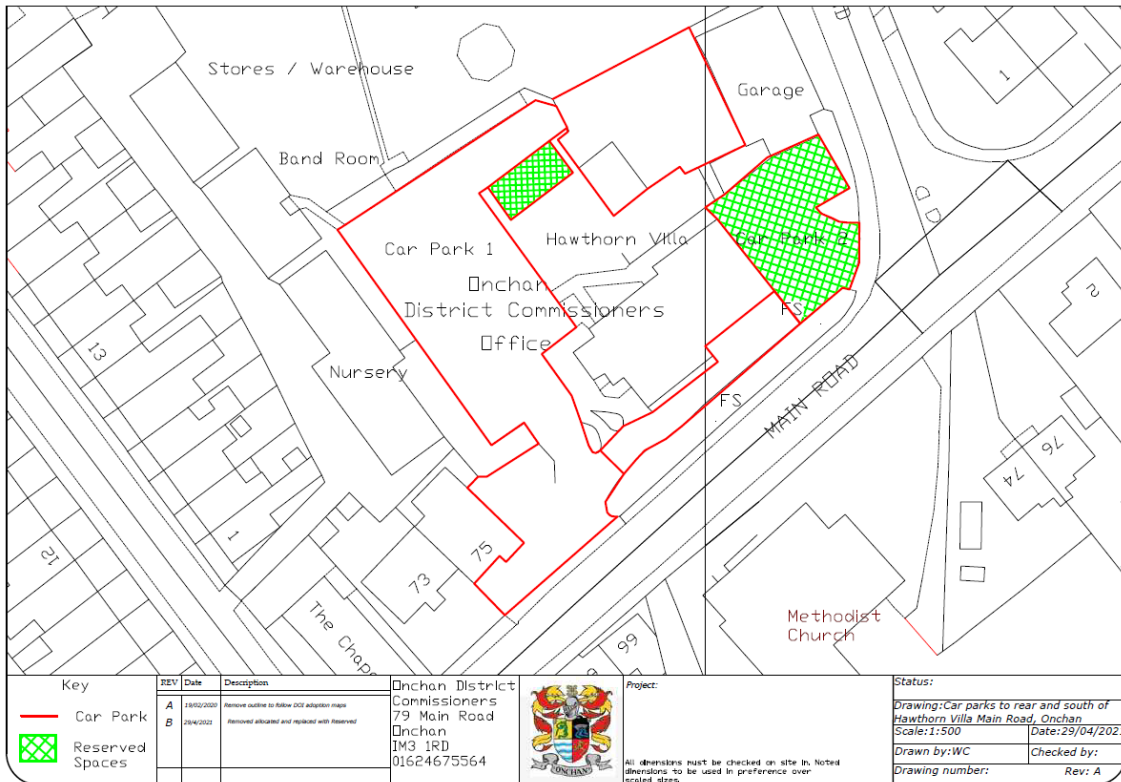 Stores / Warehouse
Garage
1
Band Room
Car Park 1
Hawthorn Villa
Car Park 2
Onchan
District Commissioners
Office
FS
FS
Nursery
MAIN ROAD
13
2
76
74
1
12
75
73
The Chape
99
Methodist
Church
Key
Car Park
Reserved
Spaces
REV Date Description
A 19/02/2020 Remove outline to follow DOI adoption maps
B 29/4/2021 Removed allocated and replaced with Reserved
Onchan District
Commissioners
79 Main Road
Onchan
IM3 1RD
01624675564
ONCHAN
Project:
All dimensions must be checked on site in. Noted
dimensions to be used in preference over
scaled sizes.
Status:
Drawing:Car parks to rear and south of
Hawthorn Villa Main Road, Onchan
Scale:1:500 Date:29/04/2021
Drawn by:WC Checked by:
Drawing number: Rev: A